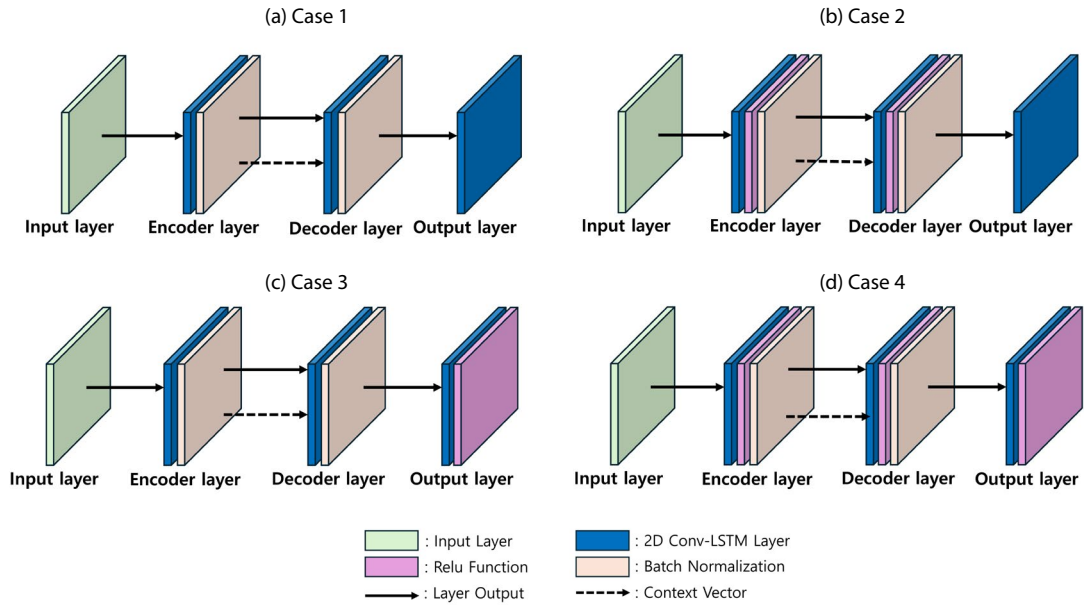 (a) Case 1
(b) Case 2
Input layer
Encoder layer
Decoder layer
Output layer
Input layer
Encoder layer
Decoder layer
Output layer
(c) Case 3
(d) Case 4
Input layer
Encoder layer
Decoder layer
Output layer
Input layer
Encoder layer
Decoder layer
Output layer
: Input Layer
: 2D Conv-LSTM Layer
: Relu Function
: Batch Normalization
: Layer Output
: Context Vector